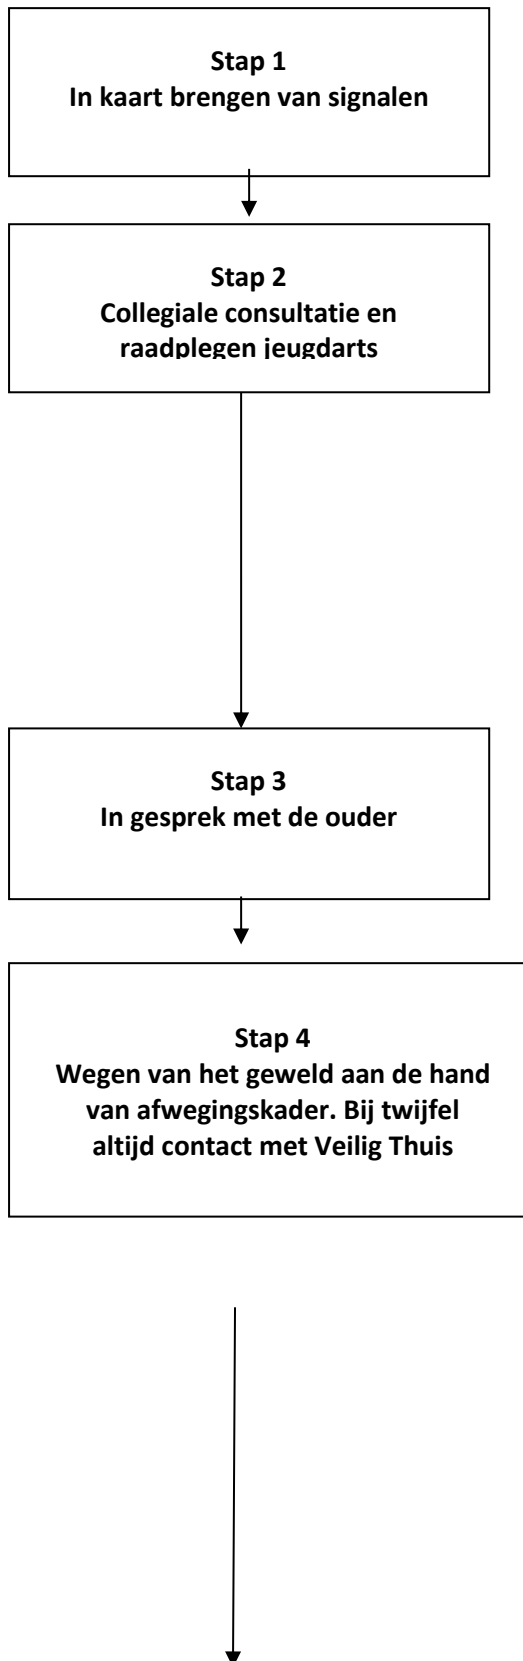 Stap 1
In kaart brengen van signalen
Stap 2
Collegiale consultatie en
raadplegen jeugdarts
Stap 3
In gesprek met de ouder
Stap 4
Wegen van het geweld aan de hand
van afwegingskader. Bij twijfel
altijd contact met Veilig Thuis